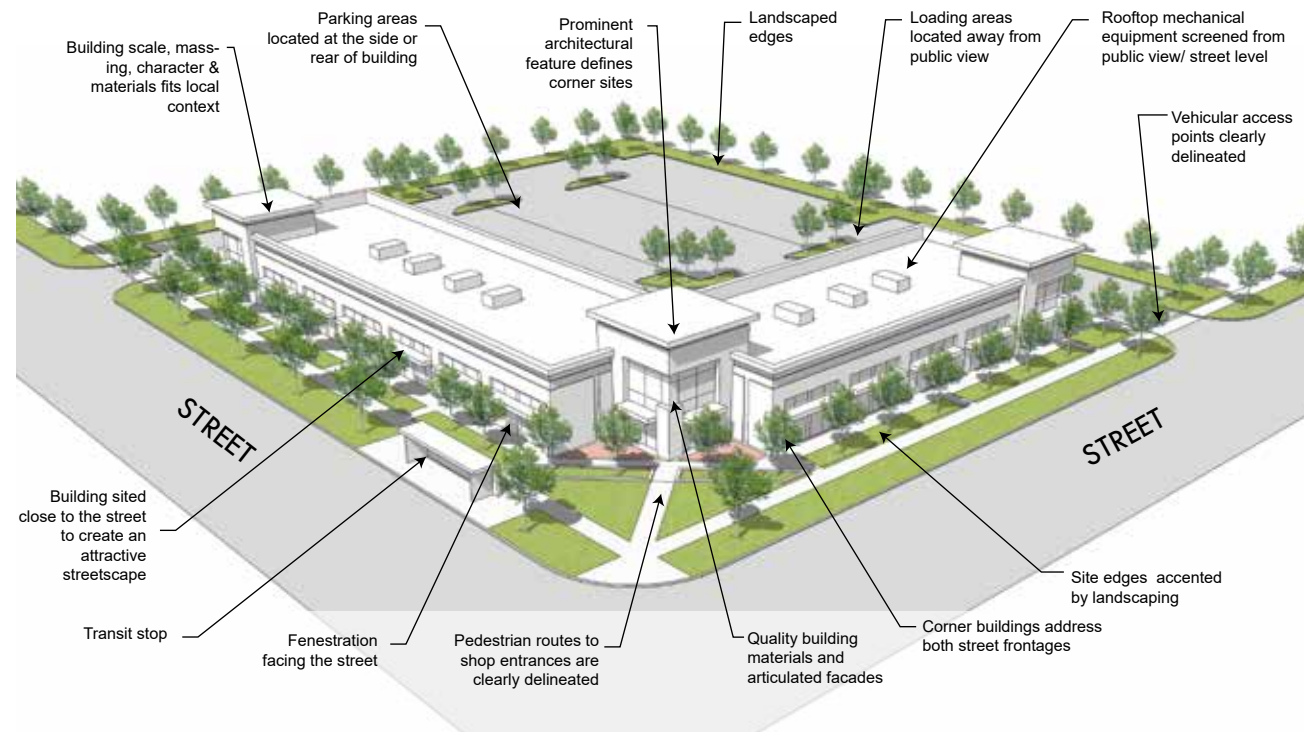 Building scale, mass-
ing, character &
materials fits local
context
Parking areas
located at the side or
rear of building
Prominent
architectural
feature defines
corner sites
Landscaped
edges
Loading areas
located away from
public view
Rooftop mechanical
equipment screened from
public view/ street level
Vehicular access
points clearly
delineated
STREET
STREET
Building sited
close to the street
to create an
attractive
streetscape
Transit stop
Fenestration
facing the street
Pedestrian routes to
shop entrances are
clearly delineated
Quality building
materials and
articulated facades
Corner buildings address
both street frontages
Site edges accented
by landscaping